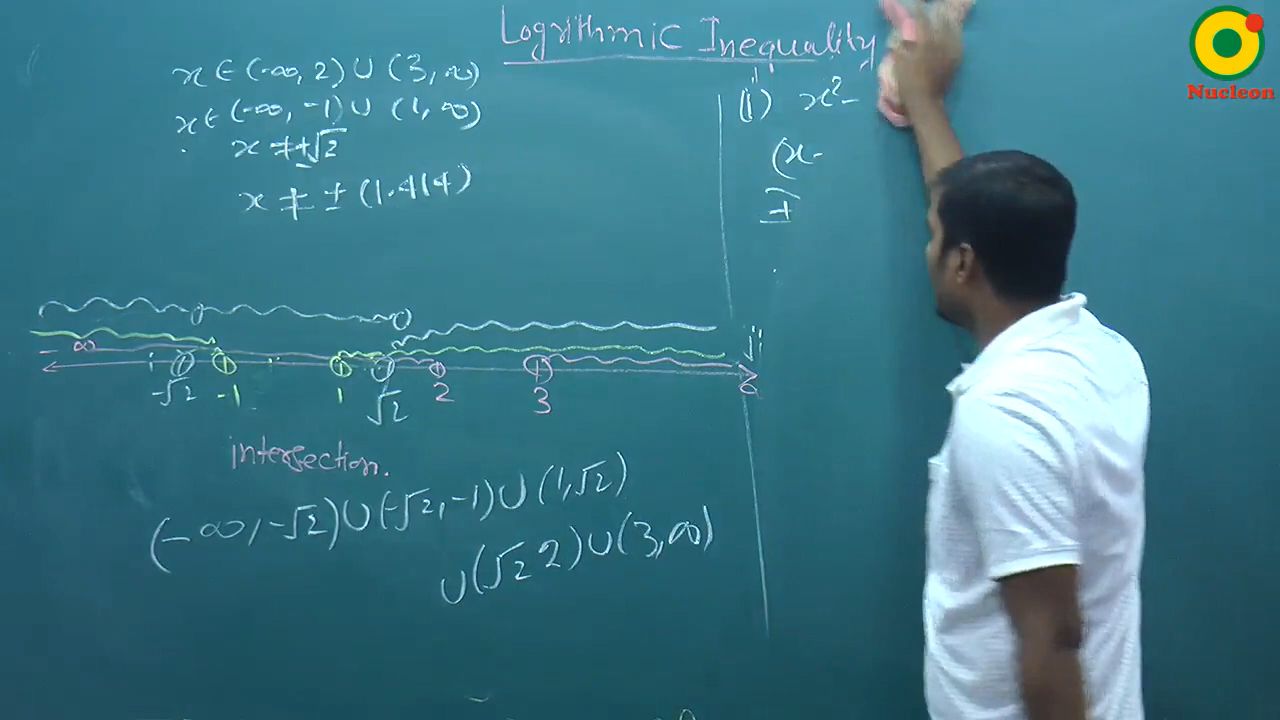 Logrithmic Inequality
Nucleon
x ∈ (-∞, 2) ∪ (3, ∞)
x ∈ (-∞, -1) ∪ (1, ∞)
x ≠ ±√2
x ≠ ± (1.414)
(i) x²-
(x-
+
-∞
-√2 -1 1 √2 2 3
intersection.
(-∞, -√2) ∪ (-√2, -1) ∪ (1, √2)
∪ (√2 2) ∪ (3, ∞)